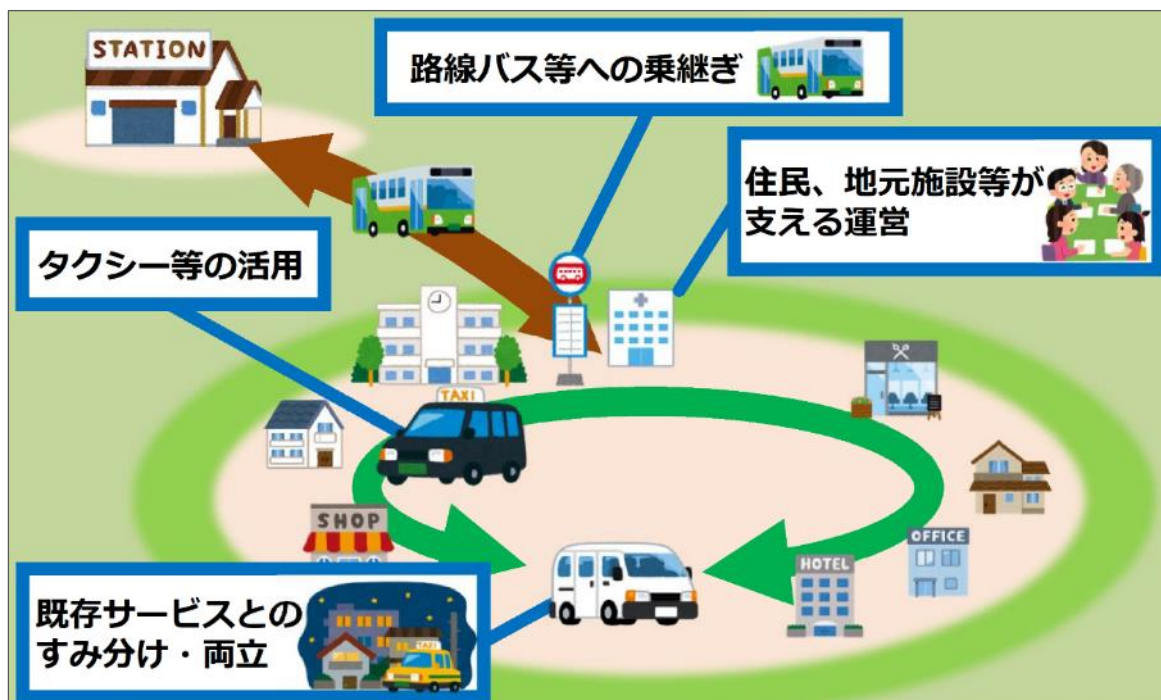 STATION
路線バス等への乗継ぎ
住民、地元施設等が
支える運営
タクシー等の活用
TAXI
SHOP
OFFICE
HOTEL
既存サービスとの
すみ分け・両立
TAXI